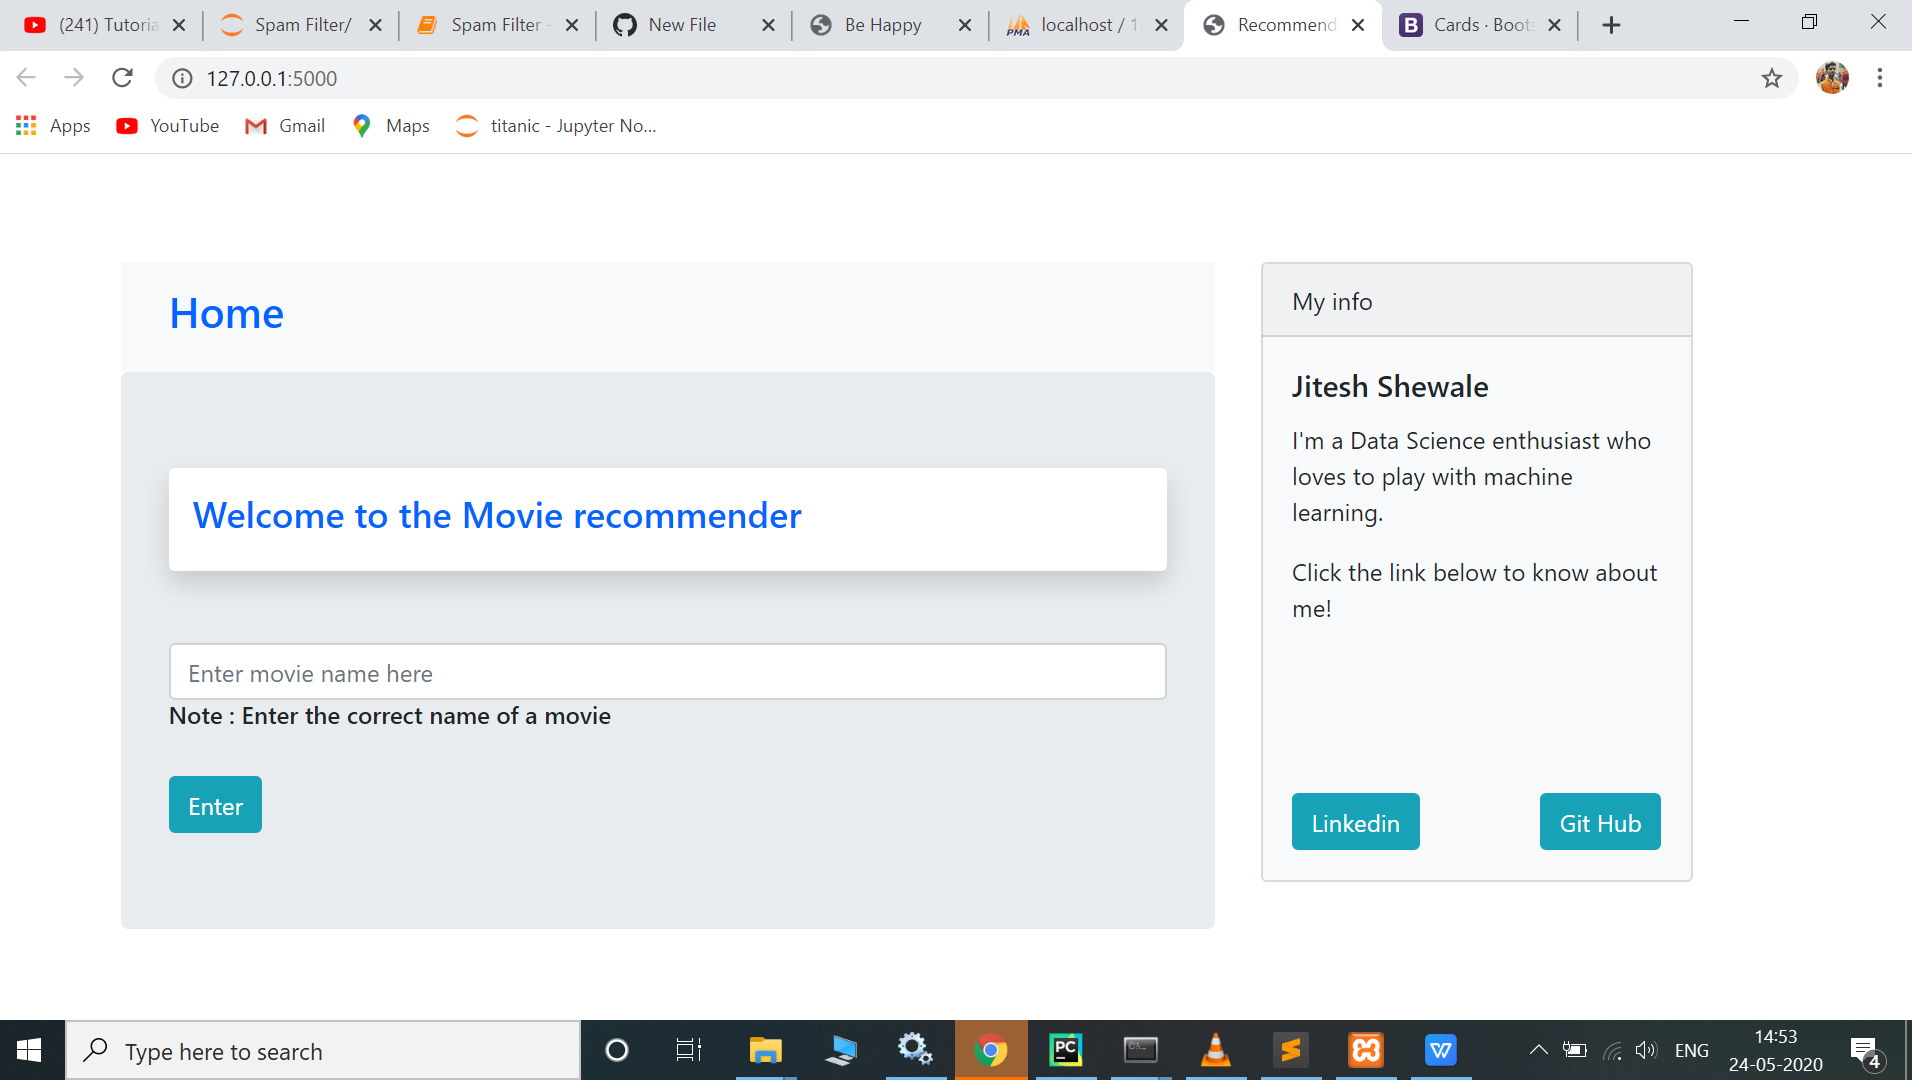 (241) Tutoria
Spam Filter/
Spam Filter -
New File
Be Happy
localhost / 1
Recommend
Cards · Boots
127.0.0.1:5000
Apps
YouTube
Gmail
Maps
titanic - Jupyter No...
Home
Welcome to the Movie recommender
Enter movie name here
Note : Enter the correct name of a movie
Enter
My info
Jitesh Shewale
I'm a Data Science enthusiast who
loves to play with machine
learning.
Click the link below to know about
me!
Linkedin
Git Hub
Type here to search
PC
ENG
14:53
24-05-2020
4